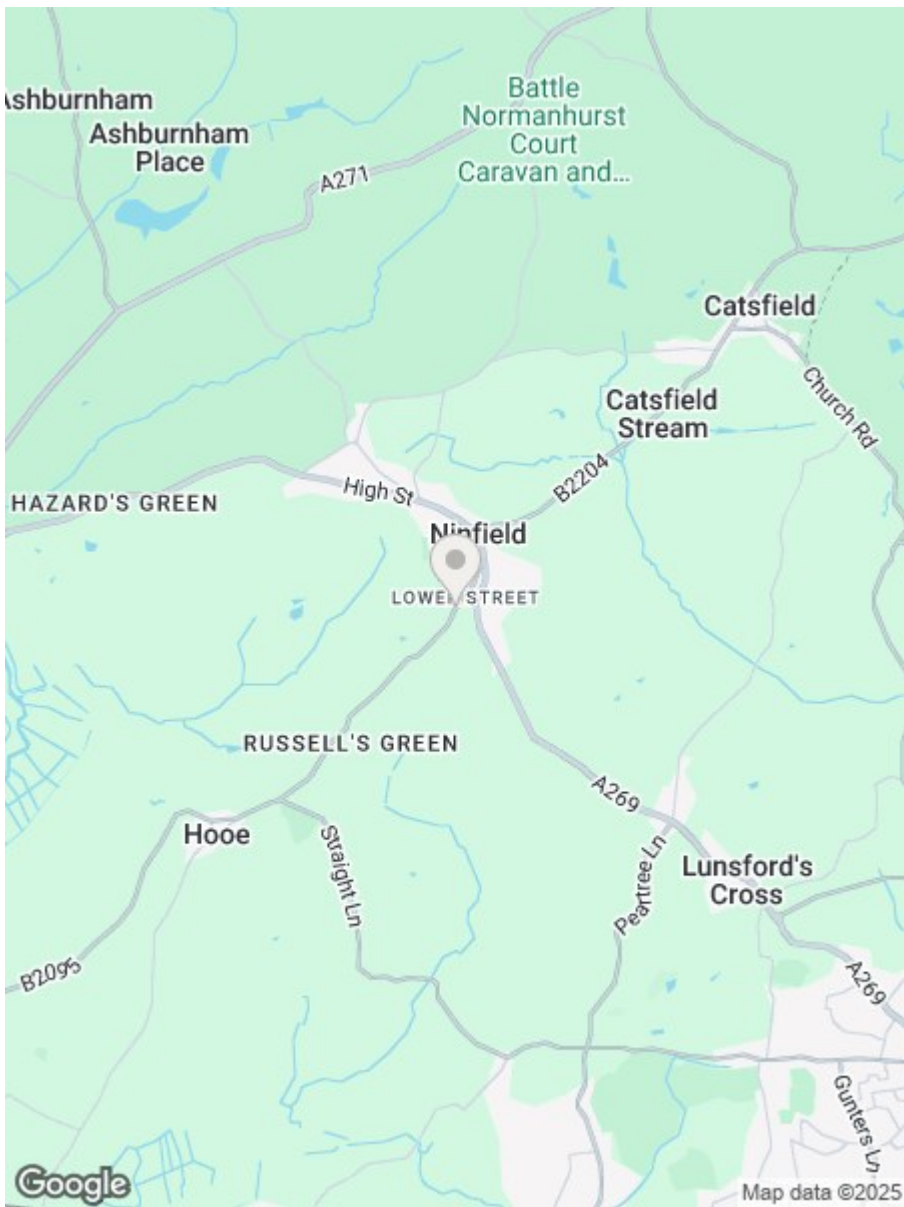 Ashburnham
Ashburnham
Place
A271
Battle
Normanhurst
Court
Caravan and...
Catsfield
Church Rd
Catsfield
Stream
B2204
High St
HAZARD'S GREEN
Ninfield
LOWER STREET
RUSSELL'S GREEN
A269
Hooe
Straight Ln
Peartree Ln
Lunsford's
Cross
B2095
A269
Gunters Ln
Google
Map data ©2025